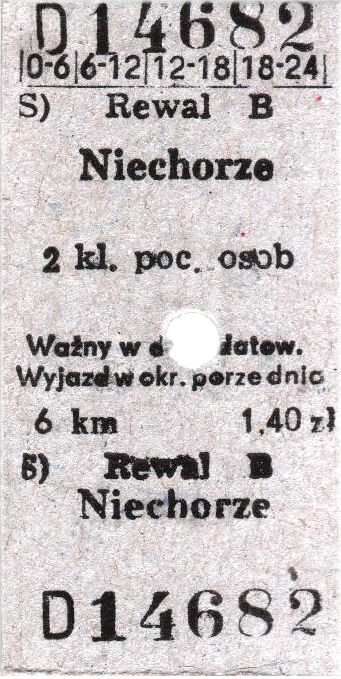 D14682
|0-6|6-12|12-18|18-24|
S) Rewal B
Niechorze
2 kl. poc. osob
Ważny w d datow.
Wyjazd w okr. porze dnic
6 km 1,40 zł
S) Rewal B
Niechorze
D14682